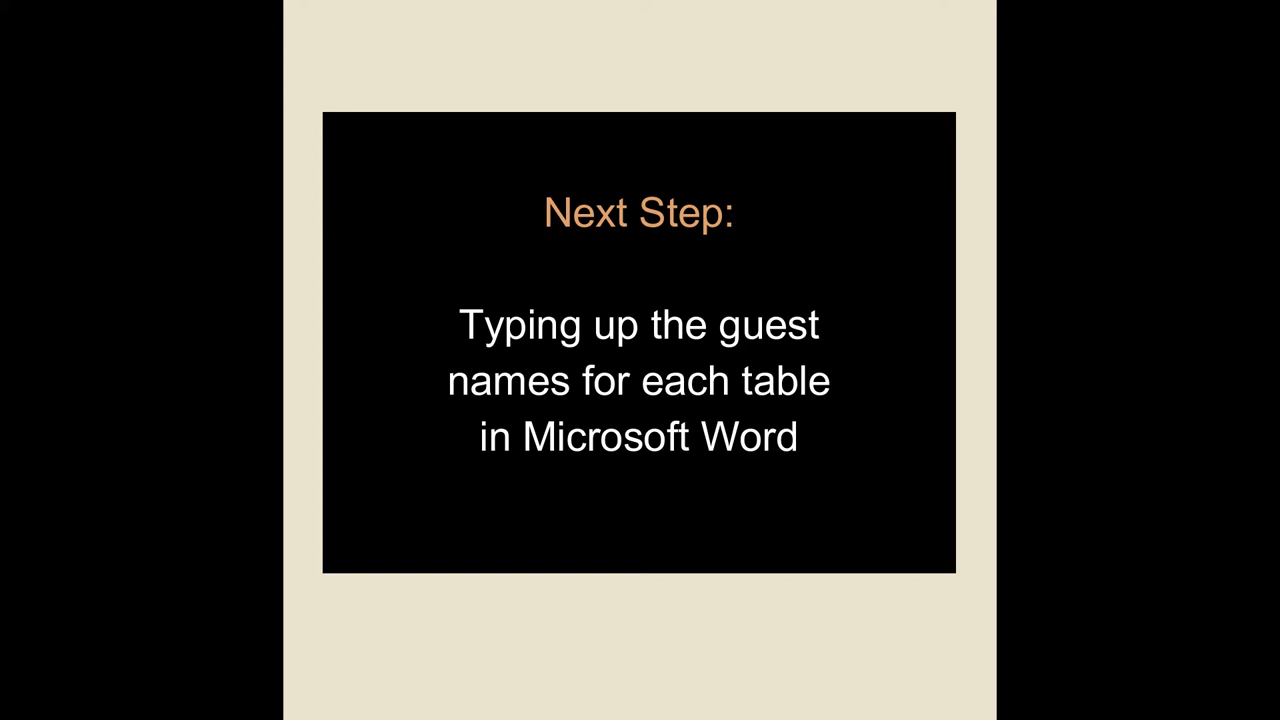 Next Step:
Typing up the guest
names for each table
in Microsoft Word